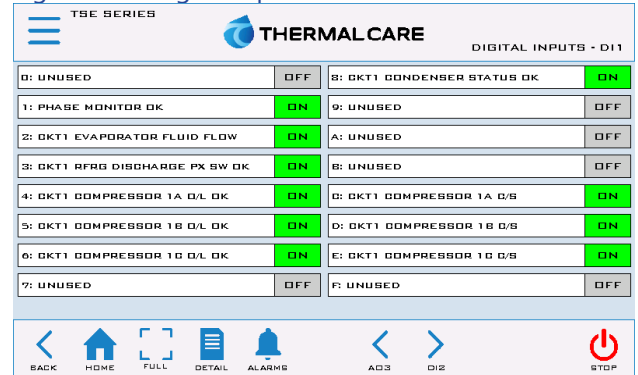 TSE SERIES
THERMALCARE
DIGITAL INPUTS - DI1
0: UNUSED OFF
1: PHASE MONITOR OK ON
2: CKT1 EVAPORATOR FLUID FLOW ON
3: CKT1 RFRG DISCHARGE PX SW OK ON
4: CKT1 COMPRESSOR 1A O/L OK ON
5: CKT1 COMPRESSOR 1B O/L OK ON
6: CKT1 COMPRESSOR 1C O/L OK ON
7: UNUSED OFF
8: CKT1 CONDENSER STATUS OK ON
9: UNUSED OFF
A: UNUSED OFF
B: UNUSED OFF
C: CKT1 COMPRESSOR 1A C/S ON
D: CKT1 COMPRESSOR 1B C/S ON
E: CKT1 COMPRESSOR 1C C/S ON
F: UNUSED OFF
BACK HOME FULL DETAIL ALARMS AO3 DI2 STOP